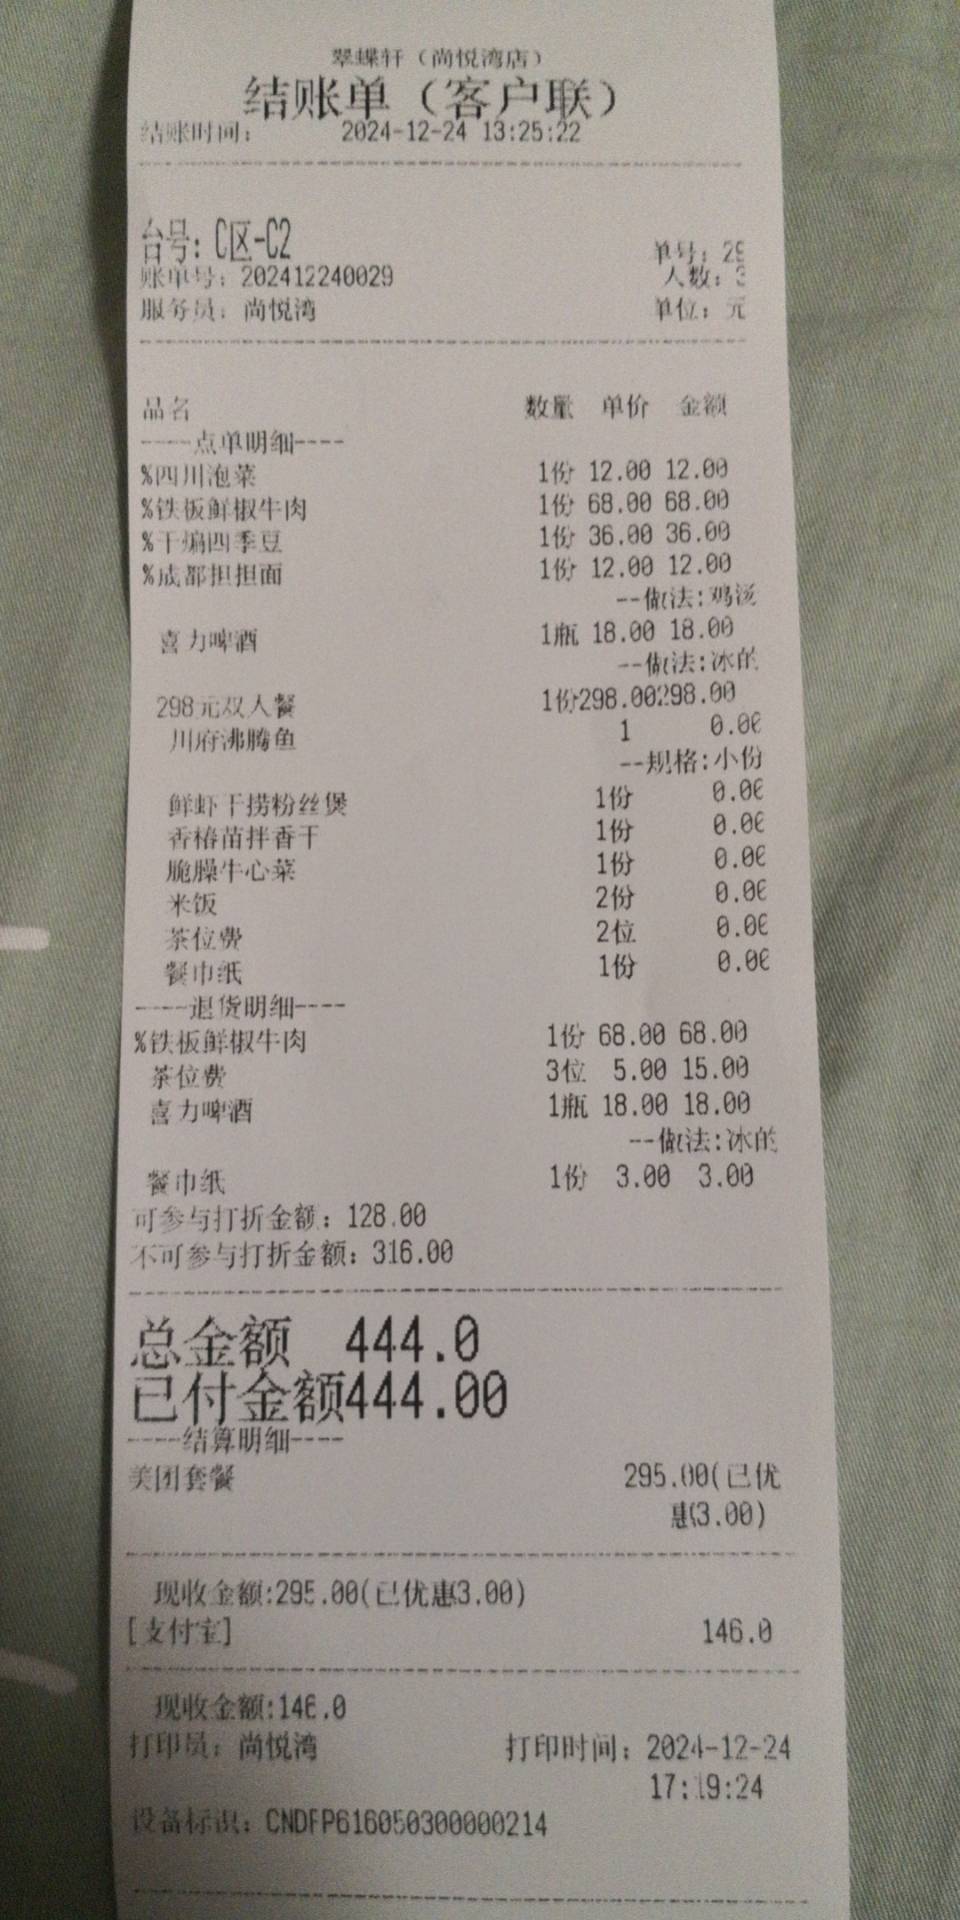 翠蝶轩（尚悦湾店）
结账单（客户联）
结账时间： 2024-12-24 13:25:22
台号：C区-C2
单号：29
账单号：202412240029
人数：3
服务员：尚悦湾
单位：元
品名 数量 单价 金额
----点单明细----
%四川泡菜 1份 12.00 12.00
%铁板鲜椒牛肉 1份 68.00 68.00
%干煸四季豆 1份 36.00 36.00
%成都担担面 1份 12.00 12.00
--做法:鸡汤
喜力啤酒 1瓶 18.00 18.00
--做法:冰的
298元双人餐 1份298.00298.00
川府沸腾鱼 1 0.00
--规格:小份
鲜虾干捞粉丝煲 1份 0.00
香椿苗拌香干 1份 0.00
脆臊牛心菜 1份 0.00
米饭 2份 0.00
茶位费 2位 0.00
餐巾纸 1份 0.00
----退货明细----
%铁板鲜椒牛肉 1份 68.00 68.00
茶位费 3位 5.00 15.00
喜力啤酒 1瓶 18.00 18.00
--做法:冰的
餐巾纸 1份 3.00 3.00
可参与打折金额：128.00
不可参与打折金额：316.00
总金额 444.0
已付金额444.00
----结算明细----
美团套餐 295.00(已优
惠3.00)
现收金额:295.00(已优惠3.00)
[支付宝] 146.0
现收金额:146.0
打印员：尚悦湾 打印时间：2024-12-24
17:19:24
设备标识：CNDFP616050300000214